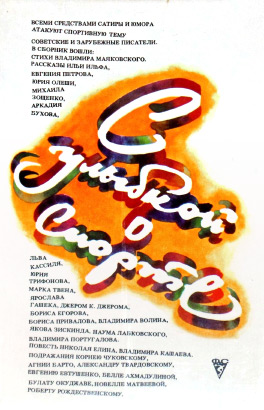 ВСЕМИ СРЕДСТВАМИ САТИРЫ И ЮМОРА
АТАКУЮТ СПОРТИВНУЮ ТЕМУ
СОВЕТСКИЕ И ЗАРУБЕЖНЫЕ ПИСАТЕЛИ.
В СБОРНИК ВОШЛИ:
СТИХИ ВЛАДИМИРА МАЯКОВСКОГО.
РАССКАЗЫ ИЛЬИ ИЛЬФА,
ЕВГЕНИЯ ПЕТРОВА,
ЮРИЯ ОЛЕШИ,
МИХАИЛА
ЗОЩЕНКО,
АРКАДИЯ
БУХОВА,
С
улыбкой
о
спорте
ЛЬВА
КАССИЛЯ,
ЮРИЯ
ТРИФОНОВА,
МАРКА ТВЕНА,
ЯРОСЛАВА
ГАШЕКА, ДЖЕРОМ К. ДЖЕРОМА,
БОРИСА ЕГОРОВА,
БОРИСА ПРИВАЛОВА, ВЛАДИМИРА ВОЛИНА,
ЯКОВА ЗИСКИНДА, НАУМА ЛАБКОВСКОГО,
ВЛАДИМИРА ПОРТУГАЛОВА.
ПОВЕСТЬ НИКОЛАЯ ЕЛИНА, ВЛАДИМИРА КАШАЕВА.
ПОДРАЖАНИЯ КОРНЕЮ ЧУКОВСКОМУ,
АГНИИ БАРТО, АЛЕКСАНДРУ ТВАРДОВСКОМУ,
ЕВГЕНИЮ ЕВТУШЕНКО, БЕЛЛЕ АХМАДУЛИНОЙ,
БУЛАТУ ОКУДЖАВЕ, НОВЕЛЛЕ МАТВЕЕВОЙ,
РОБЕРТУ РОЖДЕСТВЕНСКОМУ.